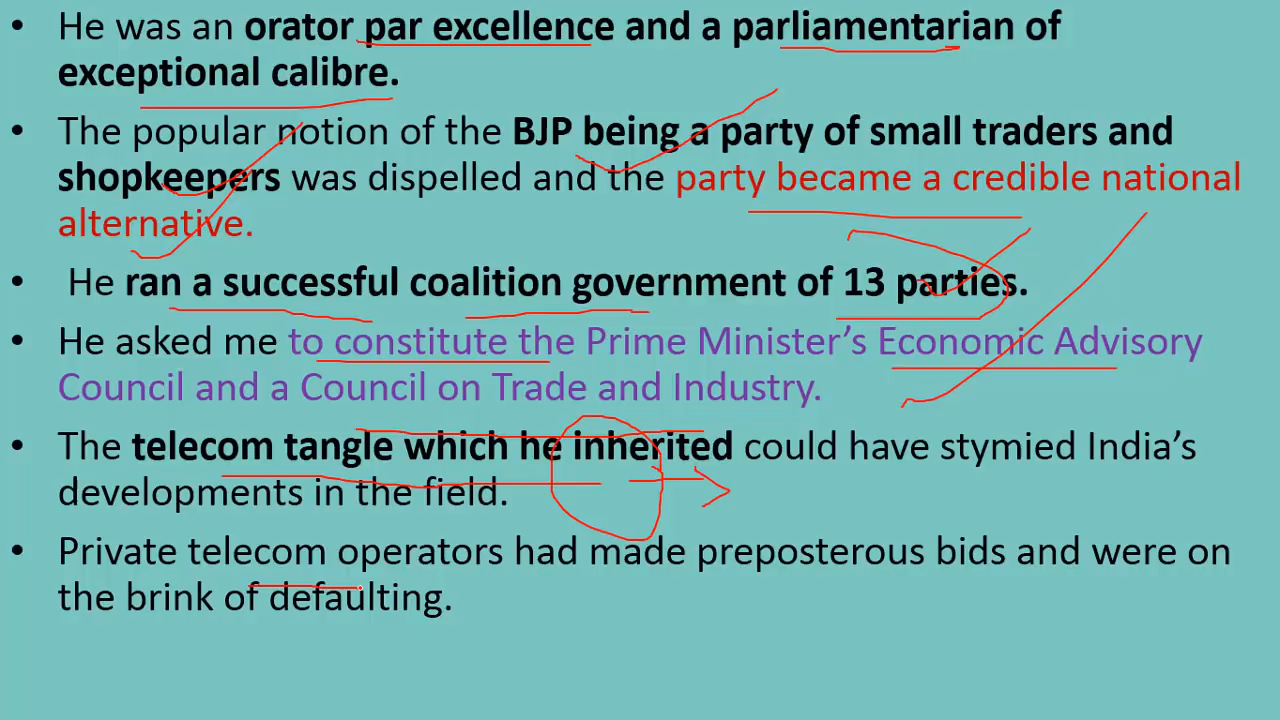 • He was an orator par excellence and a parliamentarian of
exceptional calibre.
• The popular notion of the BJP being a party of small traders and
shopkeepers was dispelled and the party became a credible national
alternative.
• He ran a successful coalition government of 13 parties.
• He asked me to constitute the Prime Minister’s Economic Advisory
Council and a Council on Trade and Industry.
• The telecom tangle which he inherited could have stymied India’s
developments in the field.
• Private telecom operators had made preposterous bids and were on
the brink of defaulting.